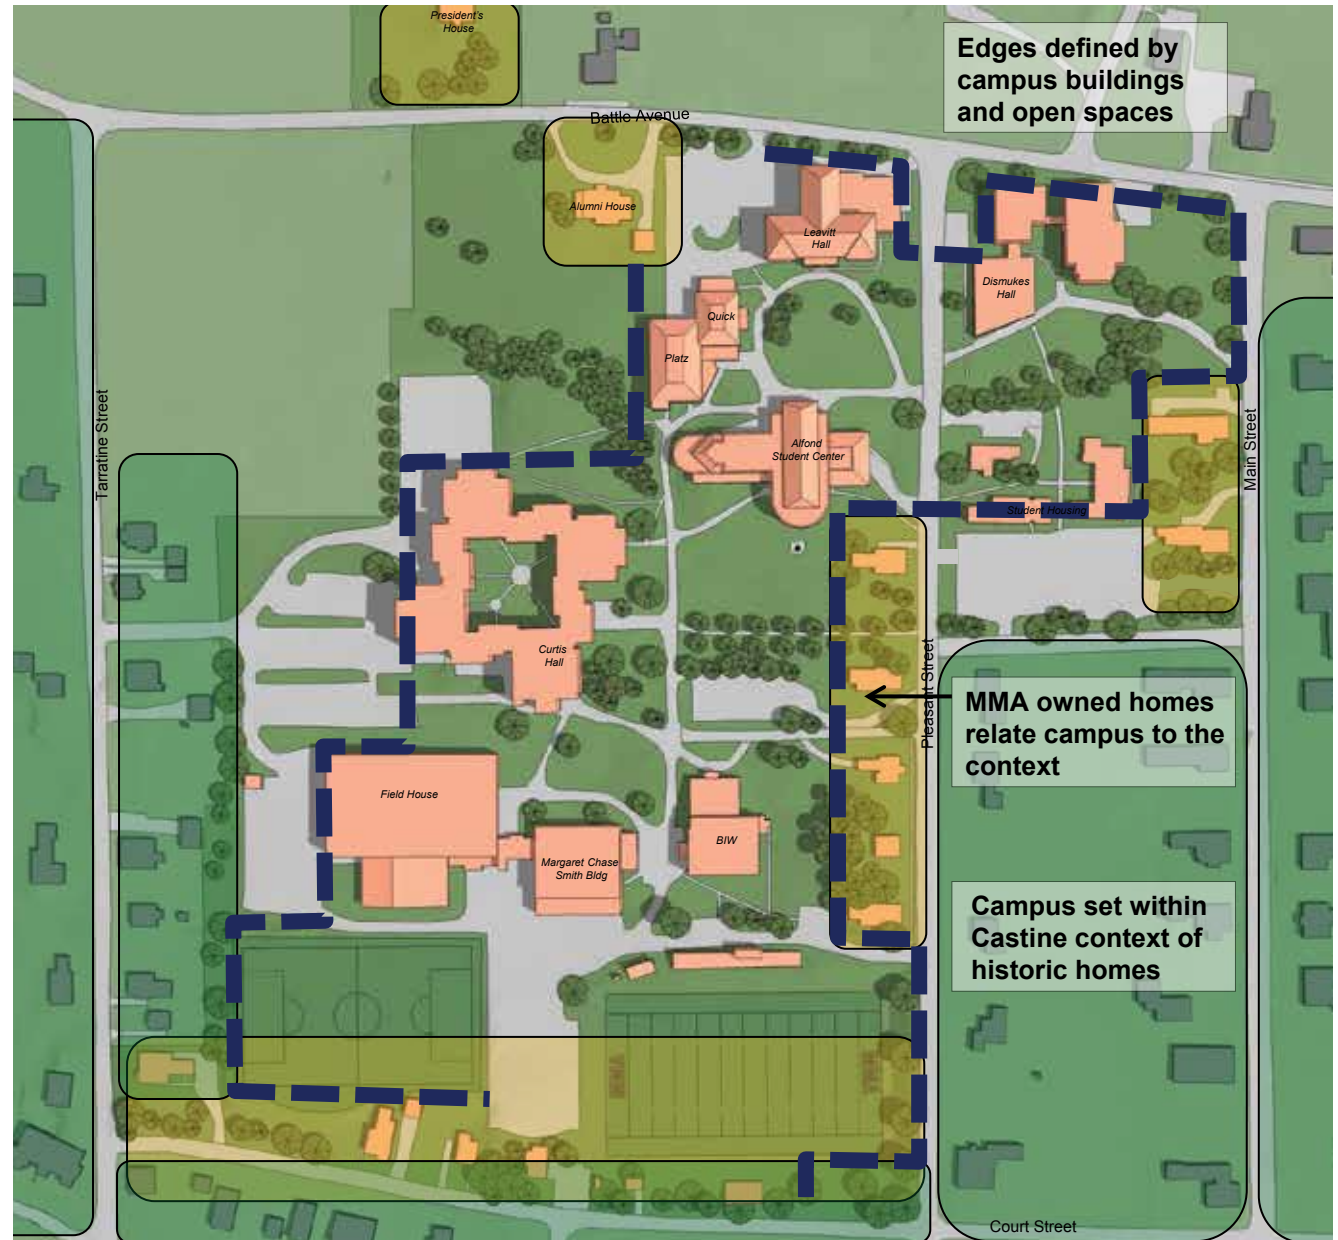 President's
House
Edges defined by
campus buildings
and open spaces
Battle Avenue
Alumni House
Leavitt
Hall
Dismukes
Hall
Quick
Platz
Tarratine Street
Main Street
Alfond
Student Center
Student Housing
Curtis
Hall
Pleasant Street
MMA owned homes
relate campus to the
context
Field House
BIW
Margaret Chase
Smith Bldg
Campus set within
Castine context of
historic homes
Court Street